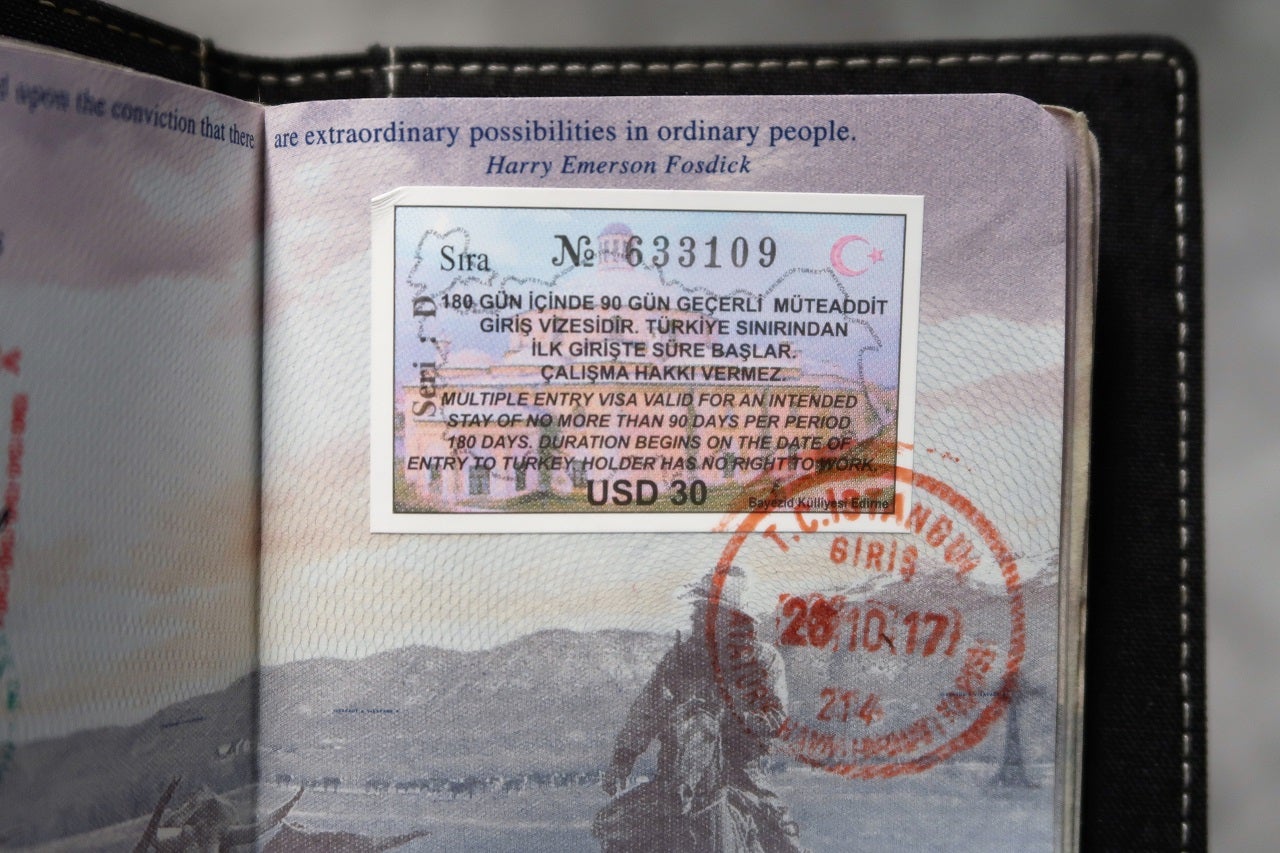 upon the conviction that there are extraordinary possibilities in ordinary people.
Harry Emerson Fosdick
Sıra № 633109
Seri : D
180 GÜN İÇİNDE 90 GÜN GEÇERLİ MÜTEADDİT
GİRİŞ VİZESİDİR. TÜRKİYE SINIRINDAN
İLK GİRİŞTE SÜRE BAŞLAR.
ÇALIŞMA HAKKI VERMEZ.
MULTIPLE ENTRY VISA VALID FOR AN INTENDED
STAY OF NO MORE THAN 90 DAYS PER PERIOD
180 DAYS. DURATION BEGINS ON THE DATE OF
ENTRY TO TURKEY. HOLDER HAS NO RIGHT TO WORK.
USD 30
Bayezid Külliyesi Edirne
T.C. ISTANBUL
GİRİŞ
28.10.17
214